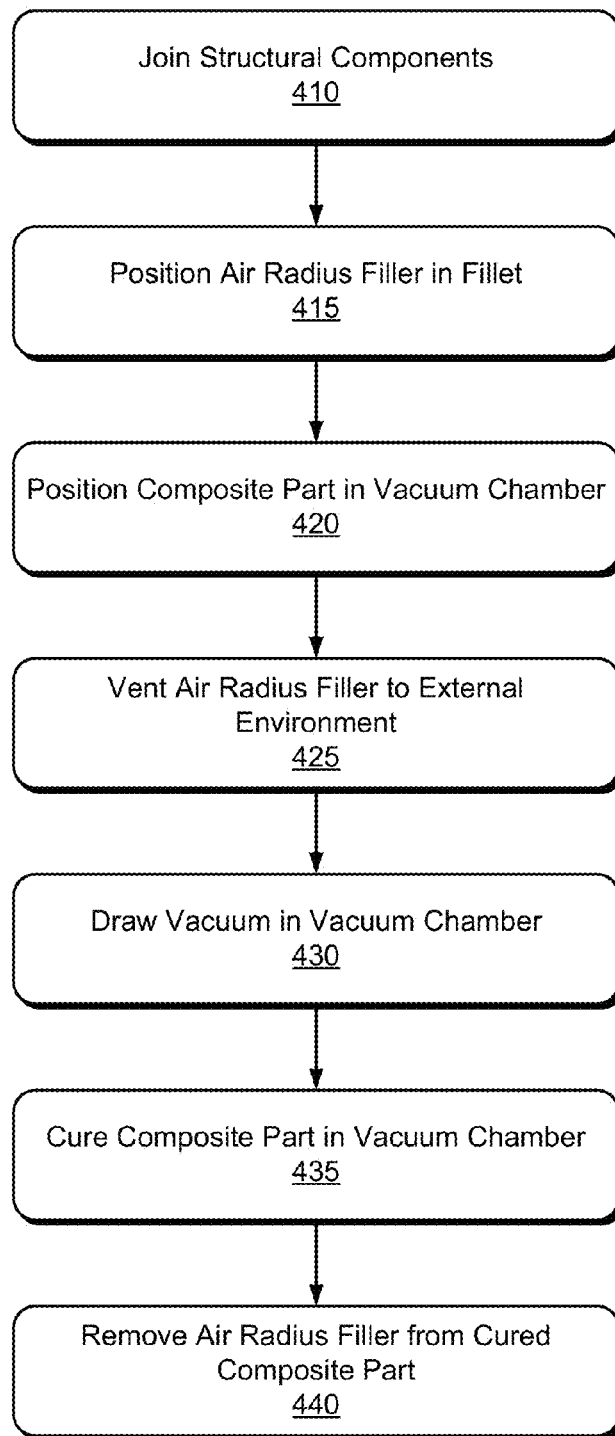 Join Structural Components
410
Position Air Radius Filler in Fillet
415
Position Composite Part in Vacuum Chamber
420
Vent Air Radius Filler to External
Environment
425
Draw Vacuum in Vacuum Chamber
430
Cure Composite Part in Vacuum Chamber
435
Remove Air Radius Filler from Cured
Composite Part
440